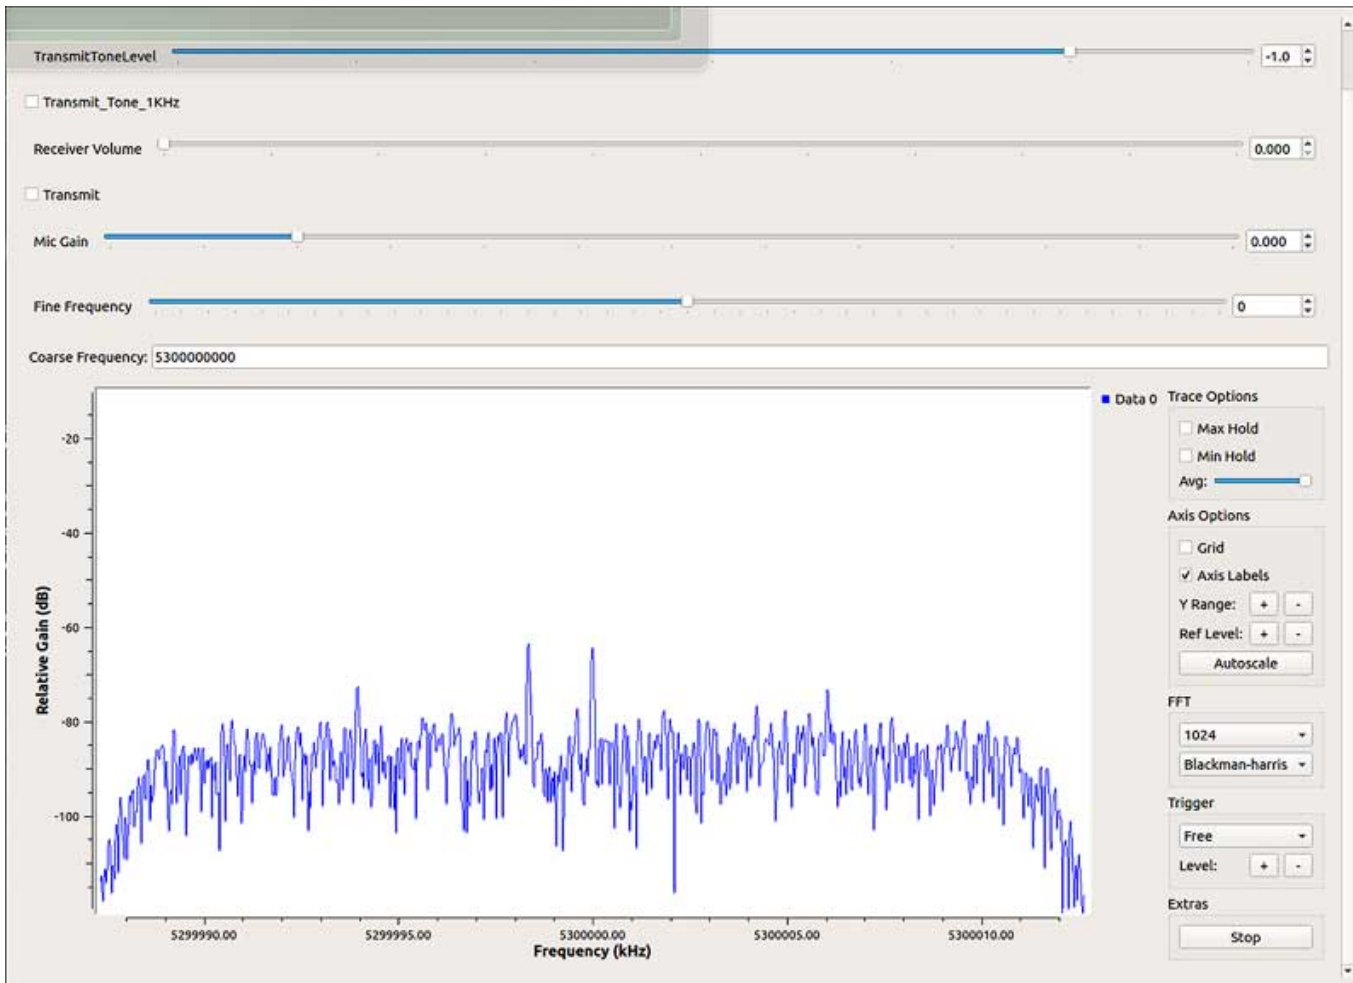 TransmitToneLevel -1.0
Transmit_Tone_1KHz
Receiver Volume 0.000
Transmit
Mic Gain 0.000
Fine Frequency 0
Coarse Frequency: 5300000000
Data 0
Relative Gain (dB)
-20
-40
-60
-80
-100
5299990.00 5299995.00 5300000.00 5300005.00 5300010.00
Frequency (kHz)
Trace Options
Max Hold
Min Hold
Avg:
Axis Options
Grid
Axis Labels
Y Range: + -
Ref Level: + -
Autoscale
FFT
1024
Blackman-harris
Trigger
Free
Level: + -
Extras
Stop